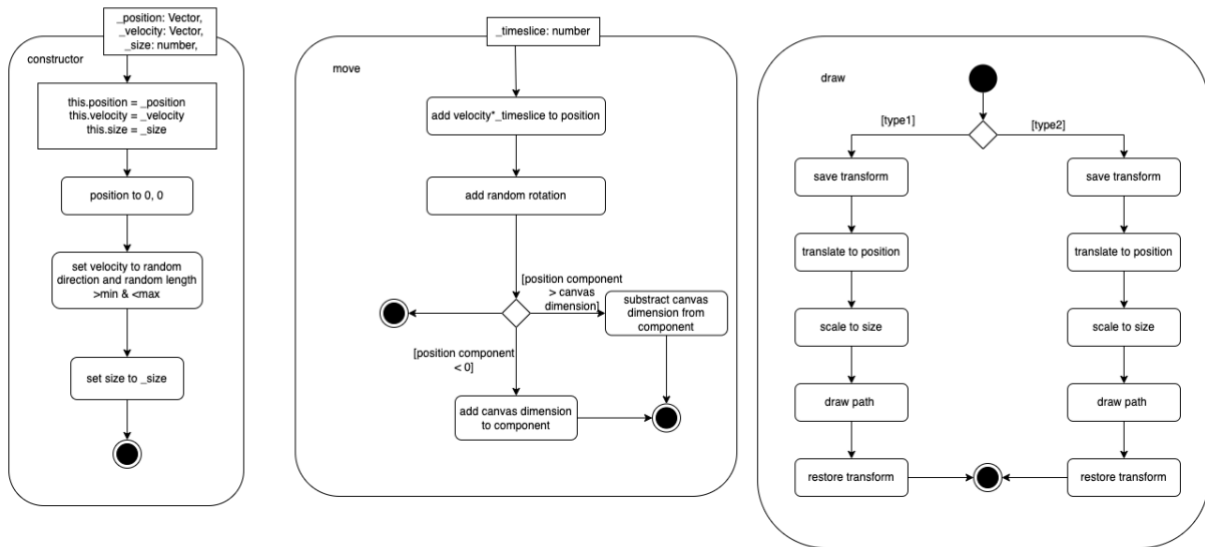 _position: Vector,
_velocity: Vector,
_size: number,
constructor
this.position = _position
this.velocity = _velocity
this.size = _size
position to 0, 0
set velocity to random
direction and random length
>min & <max
set size to _size
_timeslice: number
move
add velocity*_timeslice to position
add random rotation
[position component
> canvas
dimension]
substract canvas
dimension from
component
[position component
< 0]
add canvas dimension
to component
draw
[type1]
[type2]
save transform
translate to position
scale to size
draw path
restore transform
save transform
translate to position
scale to size
draw path
restore transform